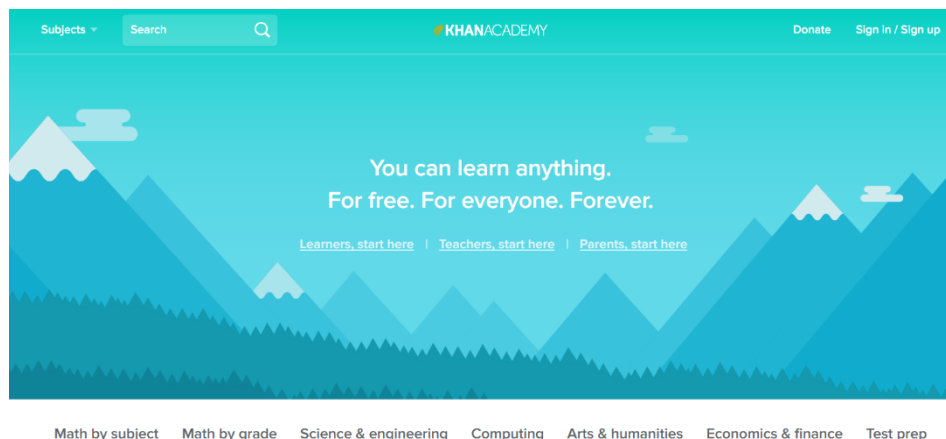 Subjects Search KHANACADEMY Donate Sign in / Sign up
You can learn anything.
For free. For everyone. Forever.
Learners, start here | Teachers, start here | Parents, start here
Math by subject Math by grade Science & engineering Computing Arts & humanities Economics & finance Test prep